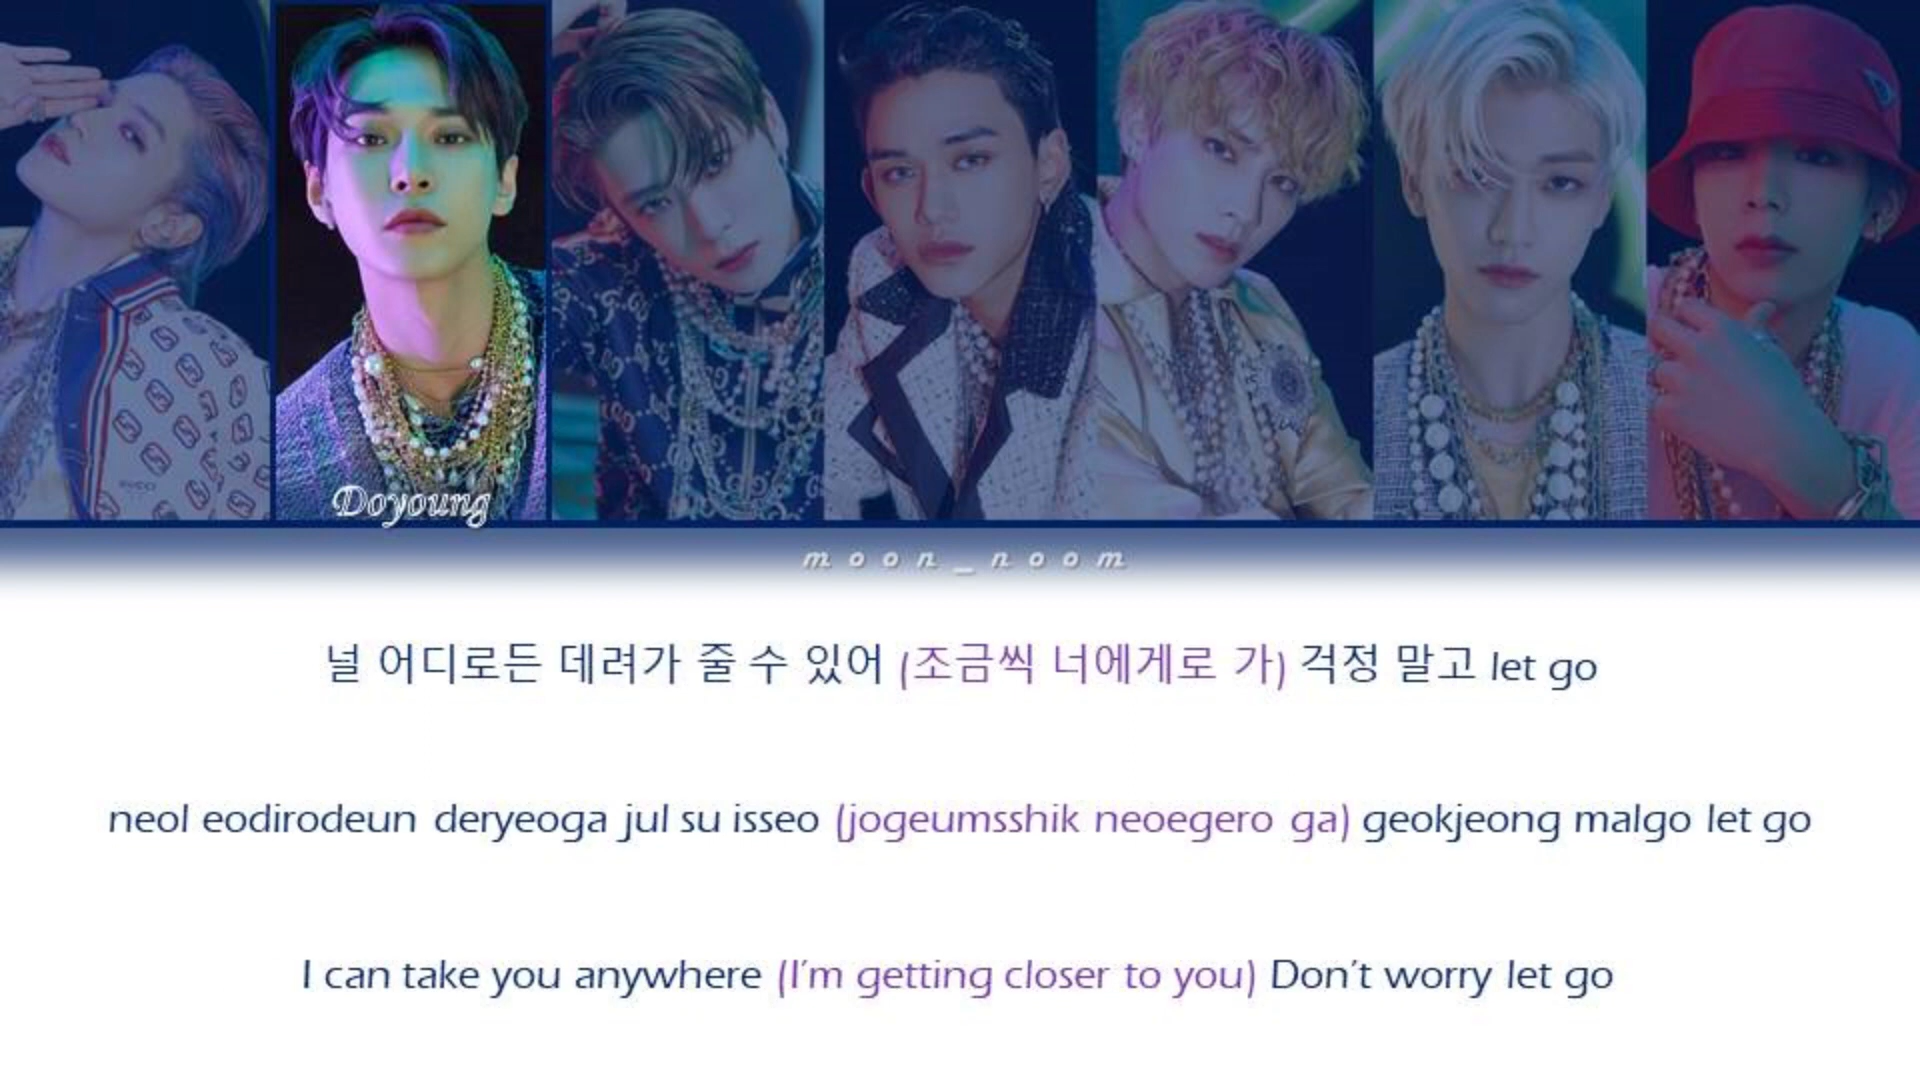 Doyoung
moon_noom
널 어디로든 데려가 줄 수 있어 (조금씩 너에게로 가) 걱정 말고 let go
neol eodirodeun deryeoga jul su isseo (jogeumsshik neoegero ga) geokjeong malgo let go
I can take you anywhere (I'm getting closer to you) Don't worry let go